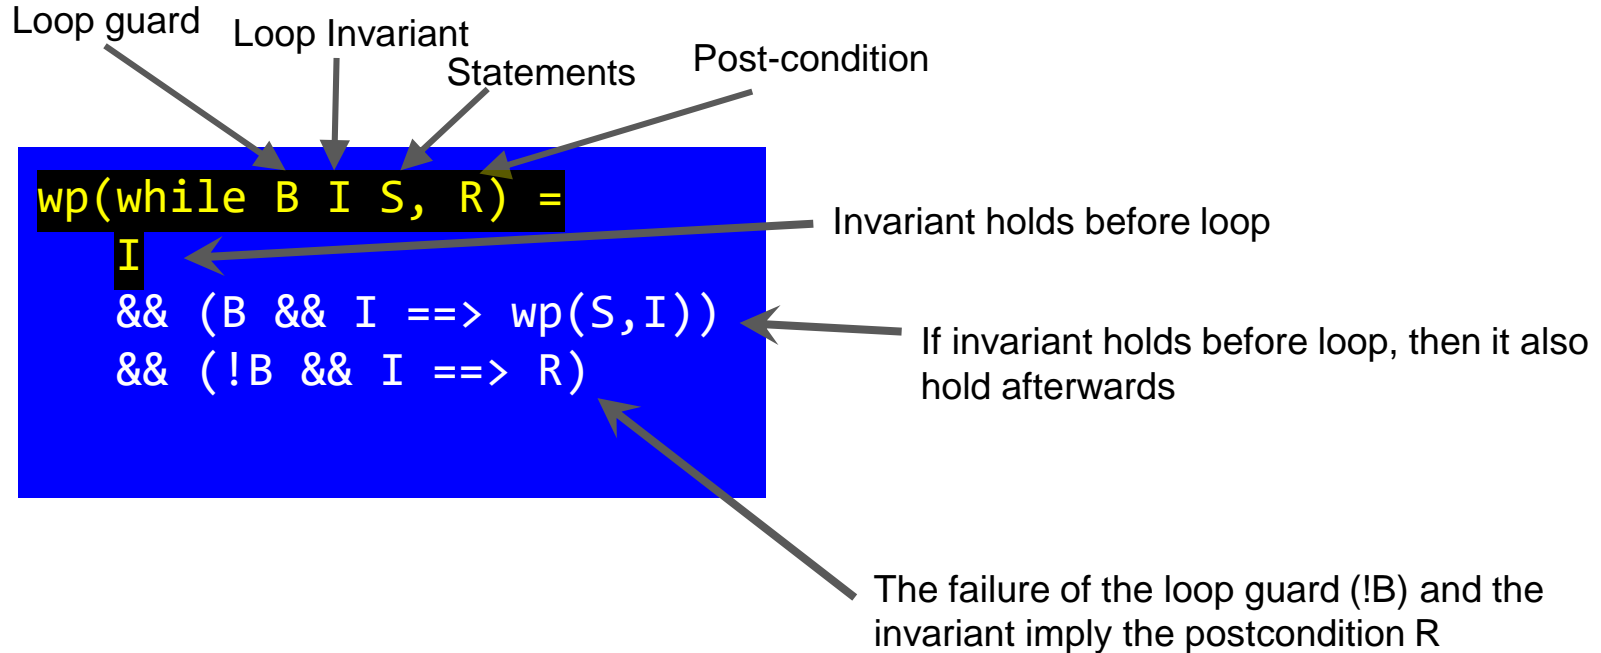 Loop guard
Loop Invariant
Statements
Post-condition
wp(while B I S, R) =
I
&& (B && I ==> wp(S,I))
&& (!B && I ==> R)
Invariant holds before loop
If invariant holds before loop, then it also
hold afterwards
The failure of the loop guard (!B) and the
invariant imply the postcondition R